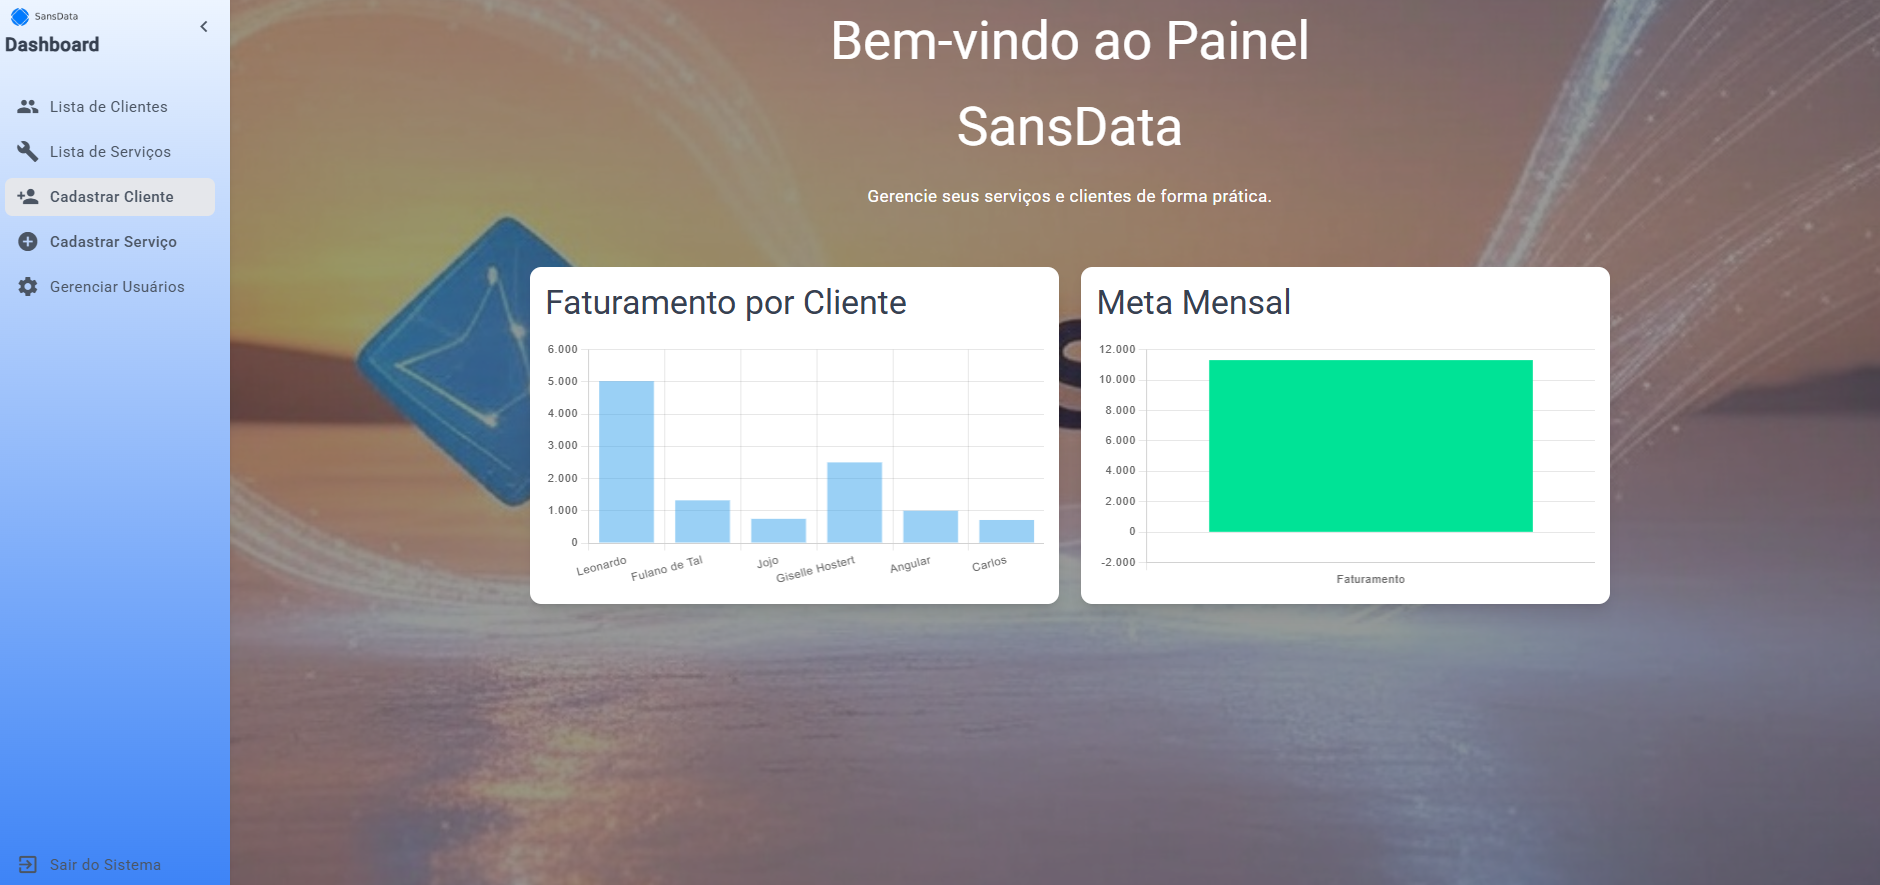 SansData
Dashboard
Lista de Clientes
Lista de Serviços
Cadastrar Cliente
Cadastrar Serviço
Gerenciar Usuários
Sair do Sistema
Bem-vindo ao Painel
SansData
Gerencie seus serviços e clientes de forma prática.
Faturamento por Cliente
6.000
5.000
4.000
3.000
2.000
1.000
0
Leonardo
Fulano de Tal
Jojo
Giselle Hostert
Angular
Carlos
Meta Mensal
12.000
10.000
8.000
6.000
4.000
2.000
0
-2.000
Faturamento